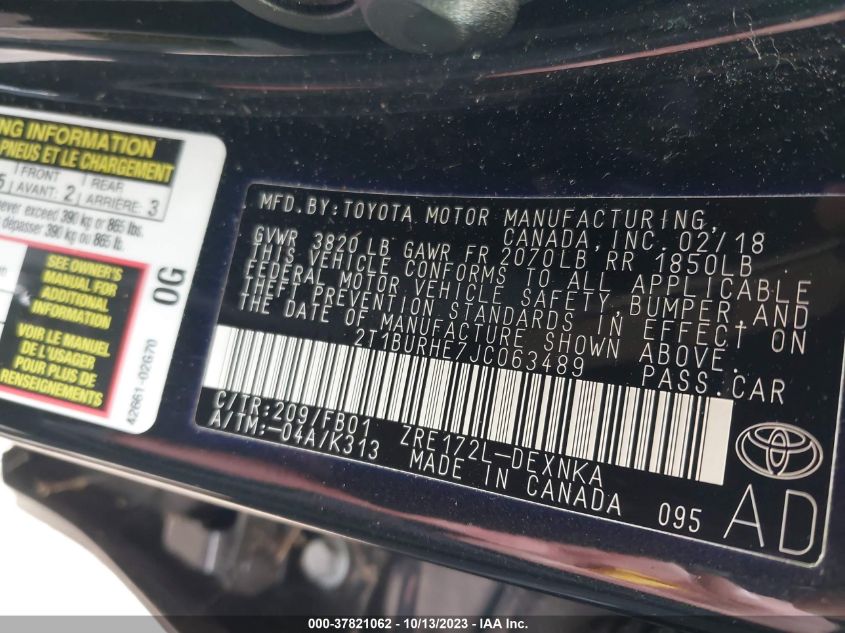 NG INFORMATION
PNEUS ET LE CHARGEMENT
5 FRONT AVANT: 2 REAR ARRIÈRE: 3
never exceed 390 kg or 865 lbs.
dépasser 390 kg ou 865 lb.
SEE OWNER'S
MANUAL FOR
ADDITIONAL
INFORMATION
VOIR LE MANUEL
DE L'USAGER
POUR PLUS DE
RENSEIGNEMENTS
0G
42661-02G70
MFD.BY:TOYOTA MOTOR MANUFACTURING,
CANADA, INC. 02/18
GVWR 3820 LB GAWR FR 2070LB RR 1850LB
THIS VEHICLE CONFORMS TO ALL APPLICABLE
FEDERAL MOTOR VEHICLE SAFETY, BUMPER, AND
THEFT PREVENTION STANDARDS IN EFFECT ON
THE DATE OF MANUFACTURE SHOWN ABOVE.
2T1BURHE7JC063489 PASS.CAR
C/TR:209/FB01 ZRE172L-DEXNKA
A/TM:-04A/K313 MADE IN CANADA 095
AD
000-37821062 | 10/13/2023 - IAA Inc.